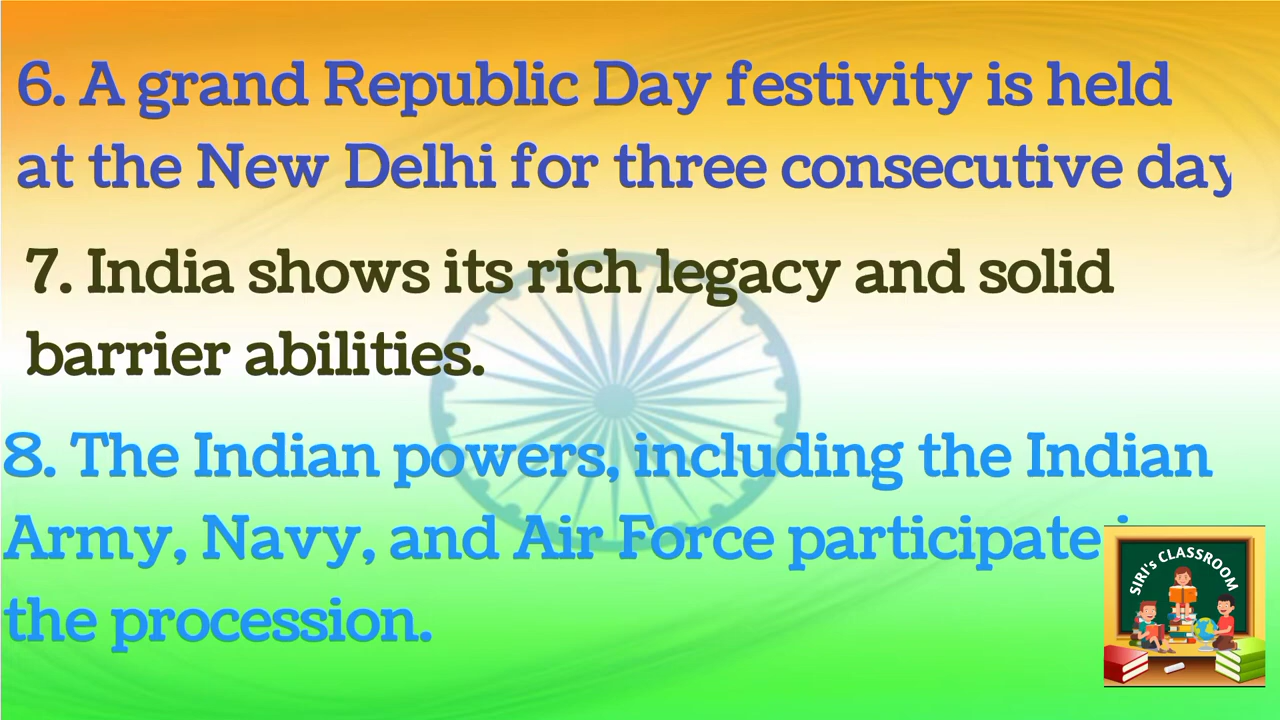 6. A grand Republic Day festivity is held
at the New Delhi for three consecutive day
7. India shows its rich legacy and solid
barrier abilities.
8. The Indian powers, including the Indian
Army, Navy, and Air Force participate
the procession.
SIRI's CLASSROOM